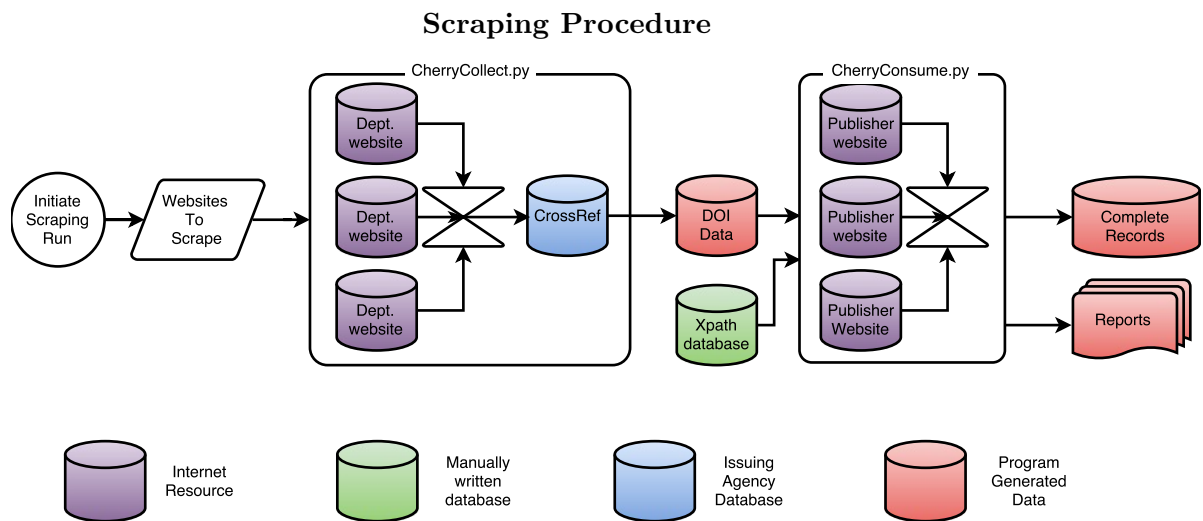 Scraping Procedure
CherryCollect.py
CherryConsume.py
Initiate
Scraping
Run
Websites
To
Scrape
Dept.
website
Dept.
website
Dept.
website
CrossRef
DOI
Data
Xpath
database
Publisher
website
Publisher
website
Publisher
Website
Complete
Records
Reports
Internet
Resource
Manually
written
database
Issuing
Agency
Database
Program
Generated
Data